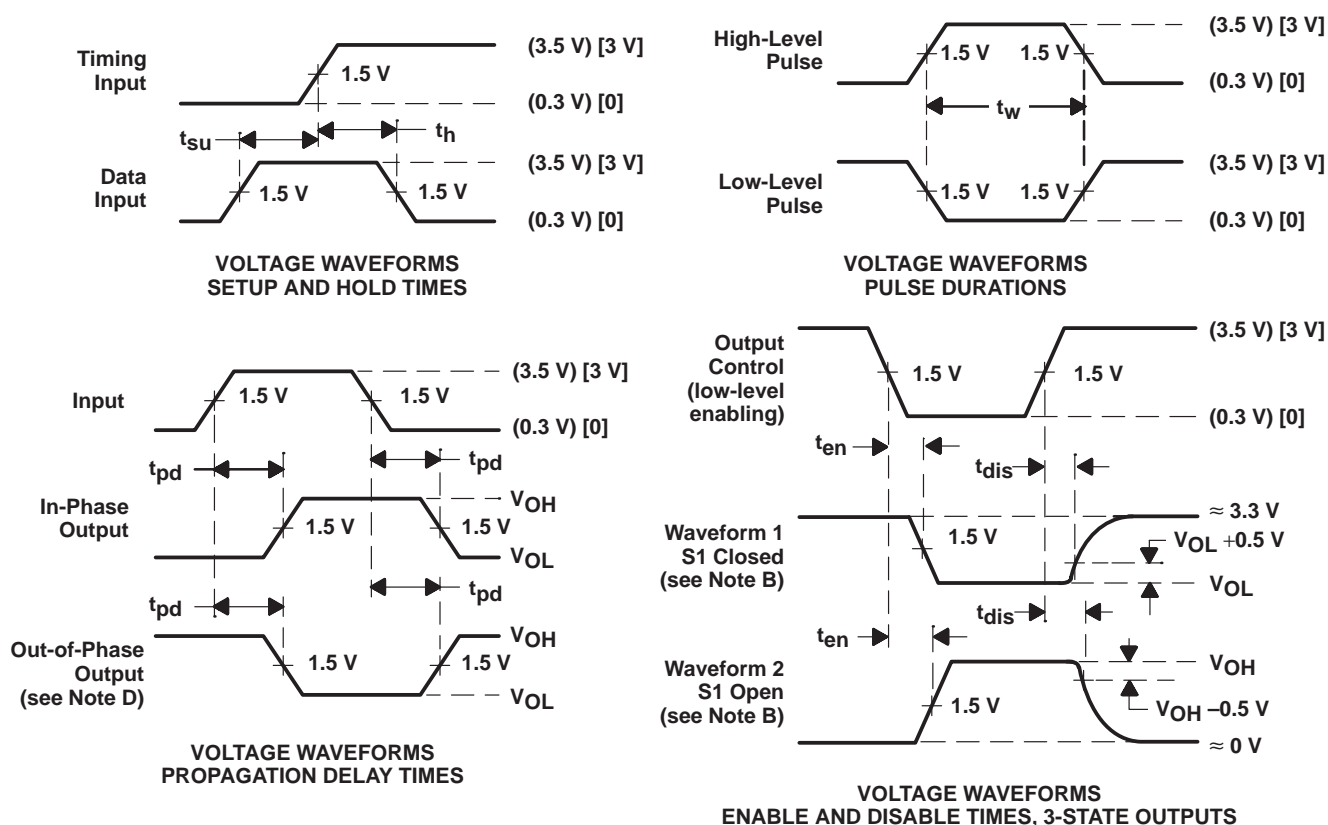 Timing
Input
1.5 V
(3.5 V) [3 V]
(0.3 V) [0]
tsu
th
Data
Input
1.5 V
1.5 V
(3.5 V) [3 V]
(0.3 V) [0]
VOLTAGE WAVEFORMS
SETUP AND HOLD TIMES
High-Level
Pulse
1.5 V
1.5 V
(3.5 V) [3 V]
(0.3 V) [0]
tw
Low-Level
Pulse
1.5 V
1.5 V
(3.5 V) [3 V]
(0.3 V) [0]
VOLTAGE WAVEFORMS
PULSE DURATIONS
Input
1.5 V
1.5 V
(3.5 V) [3 V]
(0.3 V) [0]
tpd
tpd
In-Phase
Output
1.5 V
1.5 V
VOH
VOL
tpd
tpd
Out-of-Phase
Output
(see Note D)
1.5 V
1.5 V
VOH
VOL
VOLTAGE WAVEFORMS
PROPAGATION DELAY TIMES
Output
Control
(low-level
enabling)
1.5 V
1.5 V
(3.5 V) [3 V]
(0.3 V) [0]
ten
tdis
Waveform 1
S1 Closed
(see Note B)
1.5 V
≈ 3.3 V
VOL +0.5 V
VOL
ten
tdis
Waveform 2
S1 Open
(see Note B)
1.5 V
VOH
VOH –0.5 V
≈ 0 V
VOLTAGE WAVEFORMS
ENABLE AND DISABLE TIMES, 3-STATE OUTPUTS